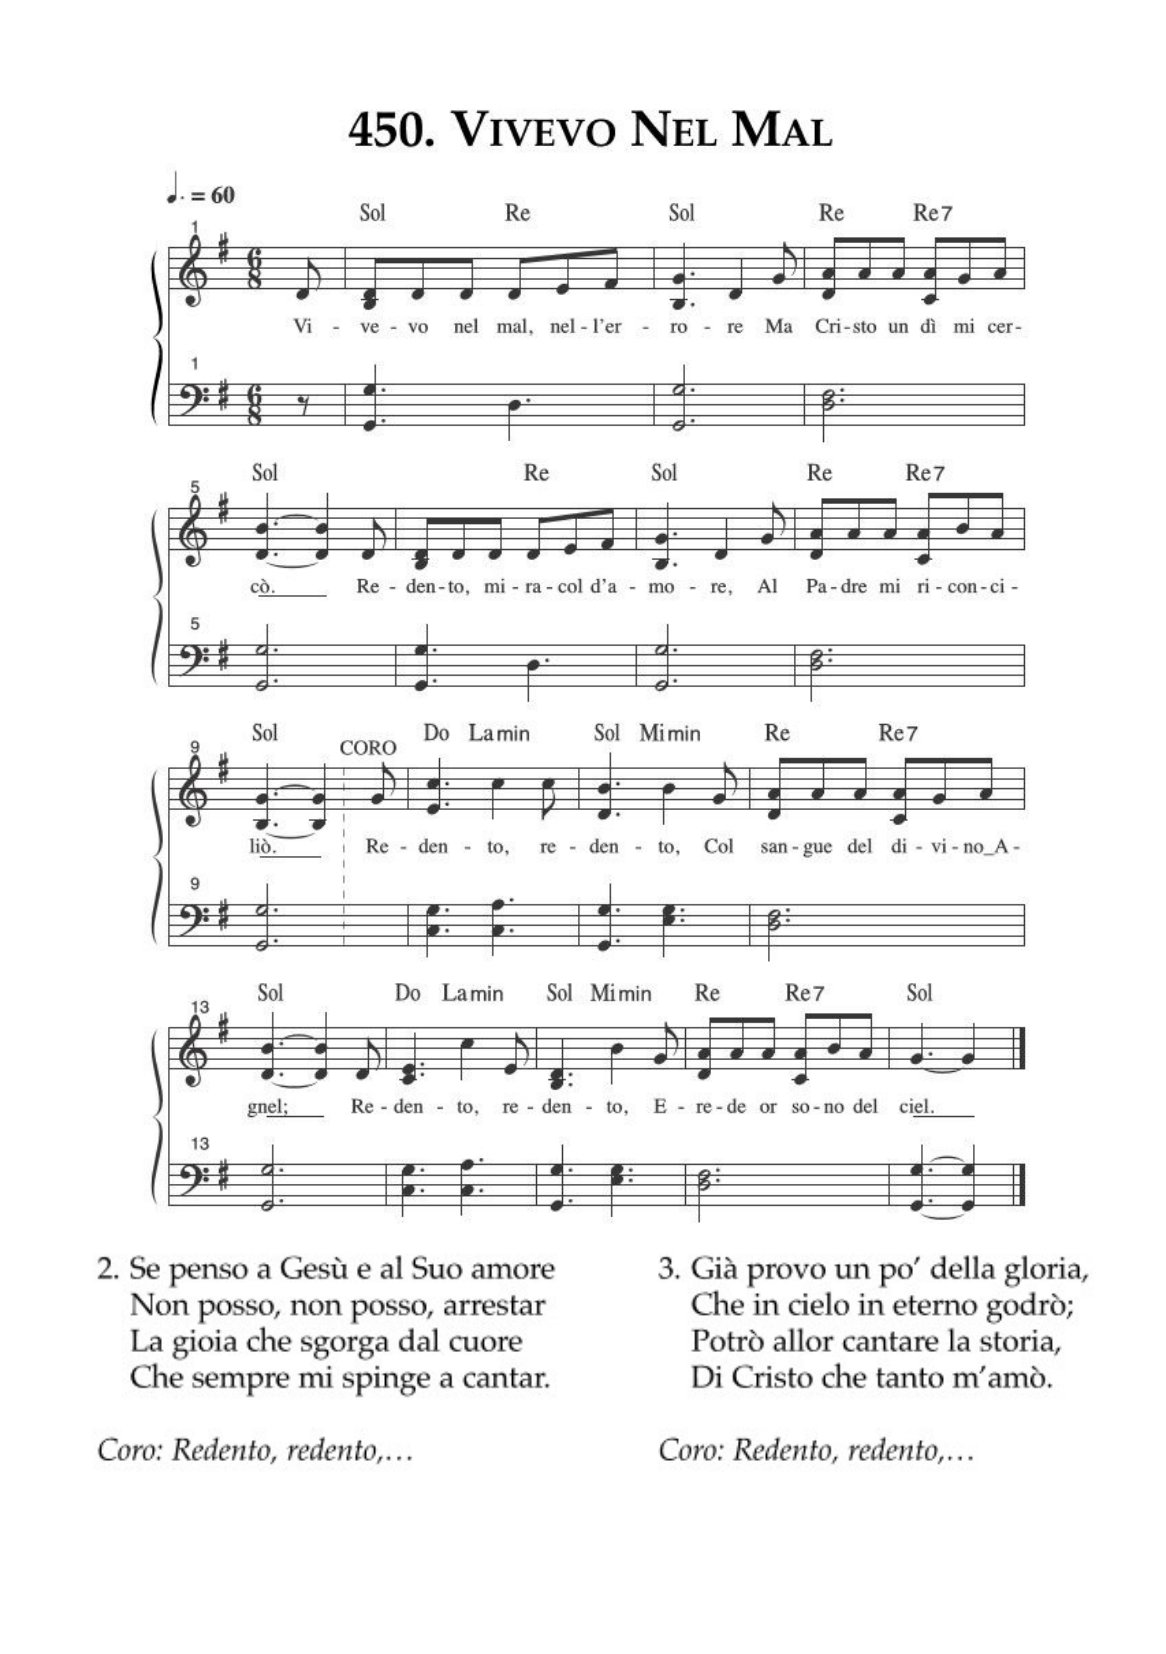 450. Vivevo Nel Mal
♩. = 60
Sol Re Sol Re Re7
1
6 8
Vi - ve - vo nel mal, nel - l'er - ro - re Ma Cri - sto un dì mi cer -
1
6 8
Sol Re Sol Re Re7
5
cò. Re - den - to, mi - ra - col d'a - mo - re, Al Pa - dre mi ri - con - ci -
5
Sol CORO Do Lamin Sol Mimin Re Re7
9
liò. Re - den - to, re - den - to, Col san - gue del di - vi - no_A -
9
Sol Do Lamin Sol Mimin Re Re7 Sol
13
gnel; Re - den - to, re - den - to, E - re - de or so - no del ciel.
13
2. Se penso a Gesù e al Suo amore
Non posso, non posso, arrestar
La gioia che sgorga dal cuore
Che sempre mi spinge a cantar.
Coro: Redento, redento,…
3. Già provo un po' della gloria,
Che in cielo in eterno godrò;
Potrò allor cantare la storia,
Di Cristo che tanto m'amò.
Coro: Redento, redento,…